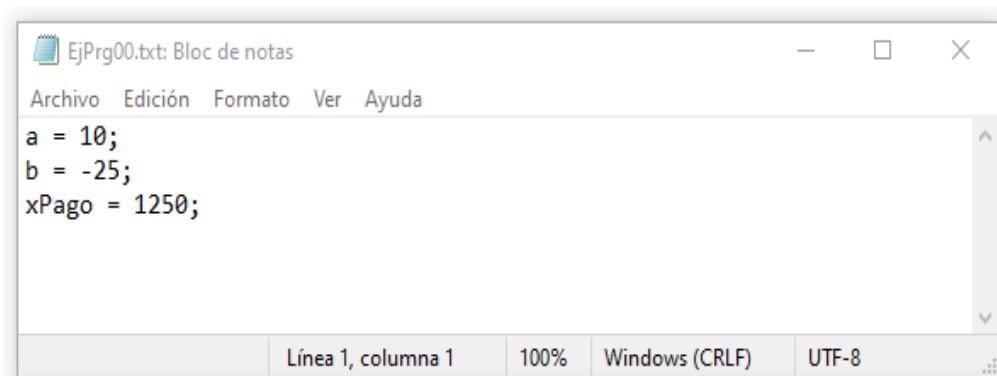 EjPrg00.txt: Bloc de notas
Archivo Edición Formato Ver Ayuda
a = 10;
b = -25;
xPago = 1250;
Línea 1, columna 1 100% Windows (CRLF) UTF-8